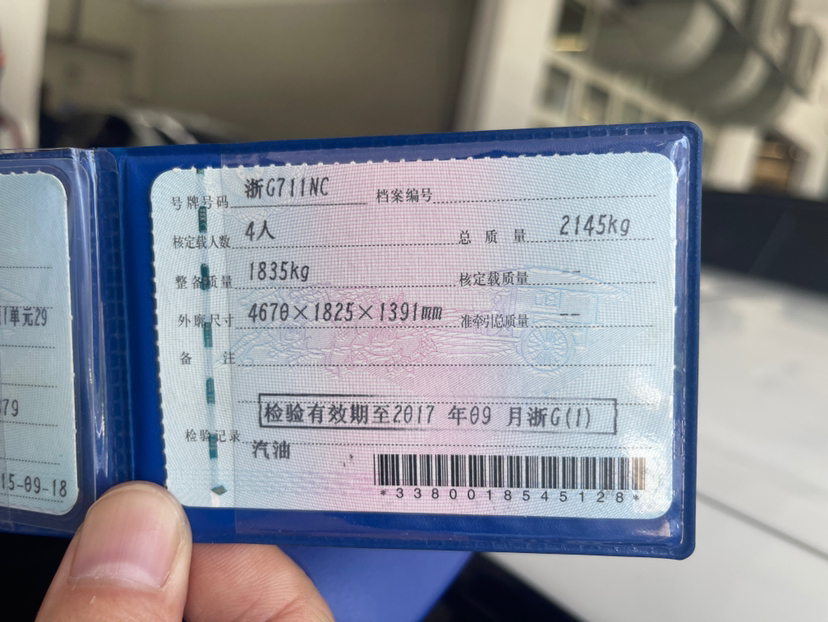 号牌号码 浙G711NC 档案编号
核定载人数 4人 总质量 2145kg
整备质量 1835kg 核定载质量 --
外廓尺寸 4670×1825×1391mm 准牵引总质量 --
备注
检验有效期至2017 年09 月浙G(1)
检验记录
汽油
*3380018545128*
单元29
79
15-09-18